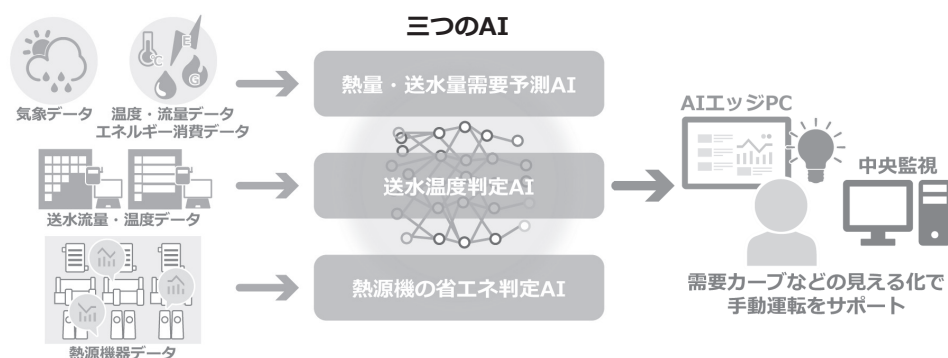 三つのAI
気象データ
温度・流量データ
エネルギー消費データ
C
E
G
熱量・送水量需要予測AI
送水流量・温度データ
送水温度判定AI
熱源機器データ
熱源機の省エネ判定AI
AIエッジPC
中央監視
需要カーブなどの見える化で
手動運転をサポート